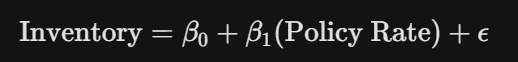 Inventory = β₀ + β₁(Policy Rate) + ϵ